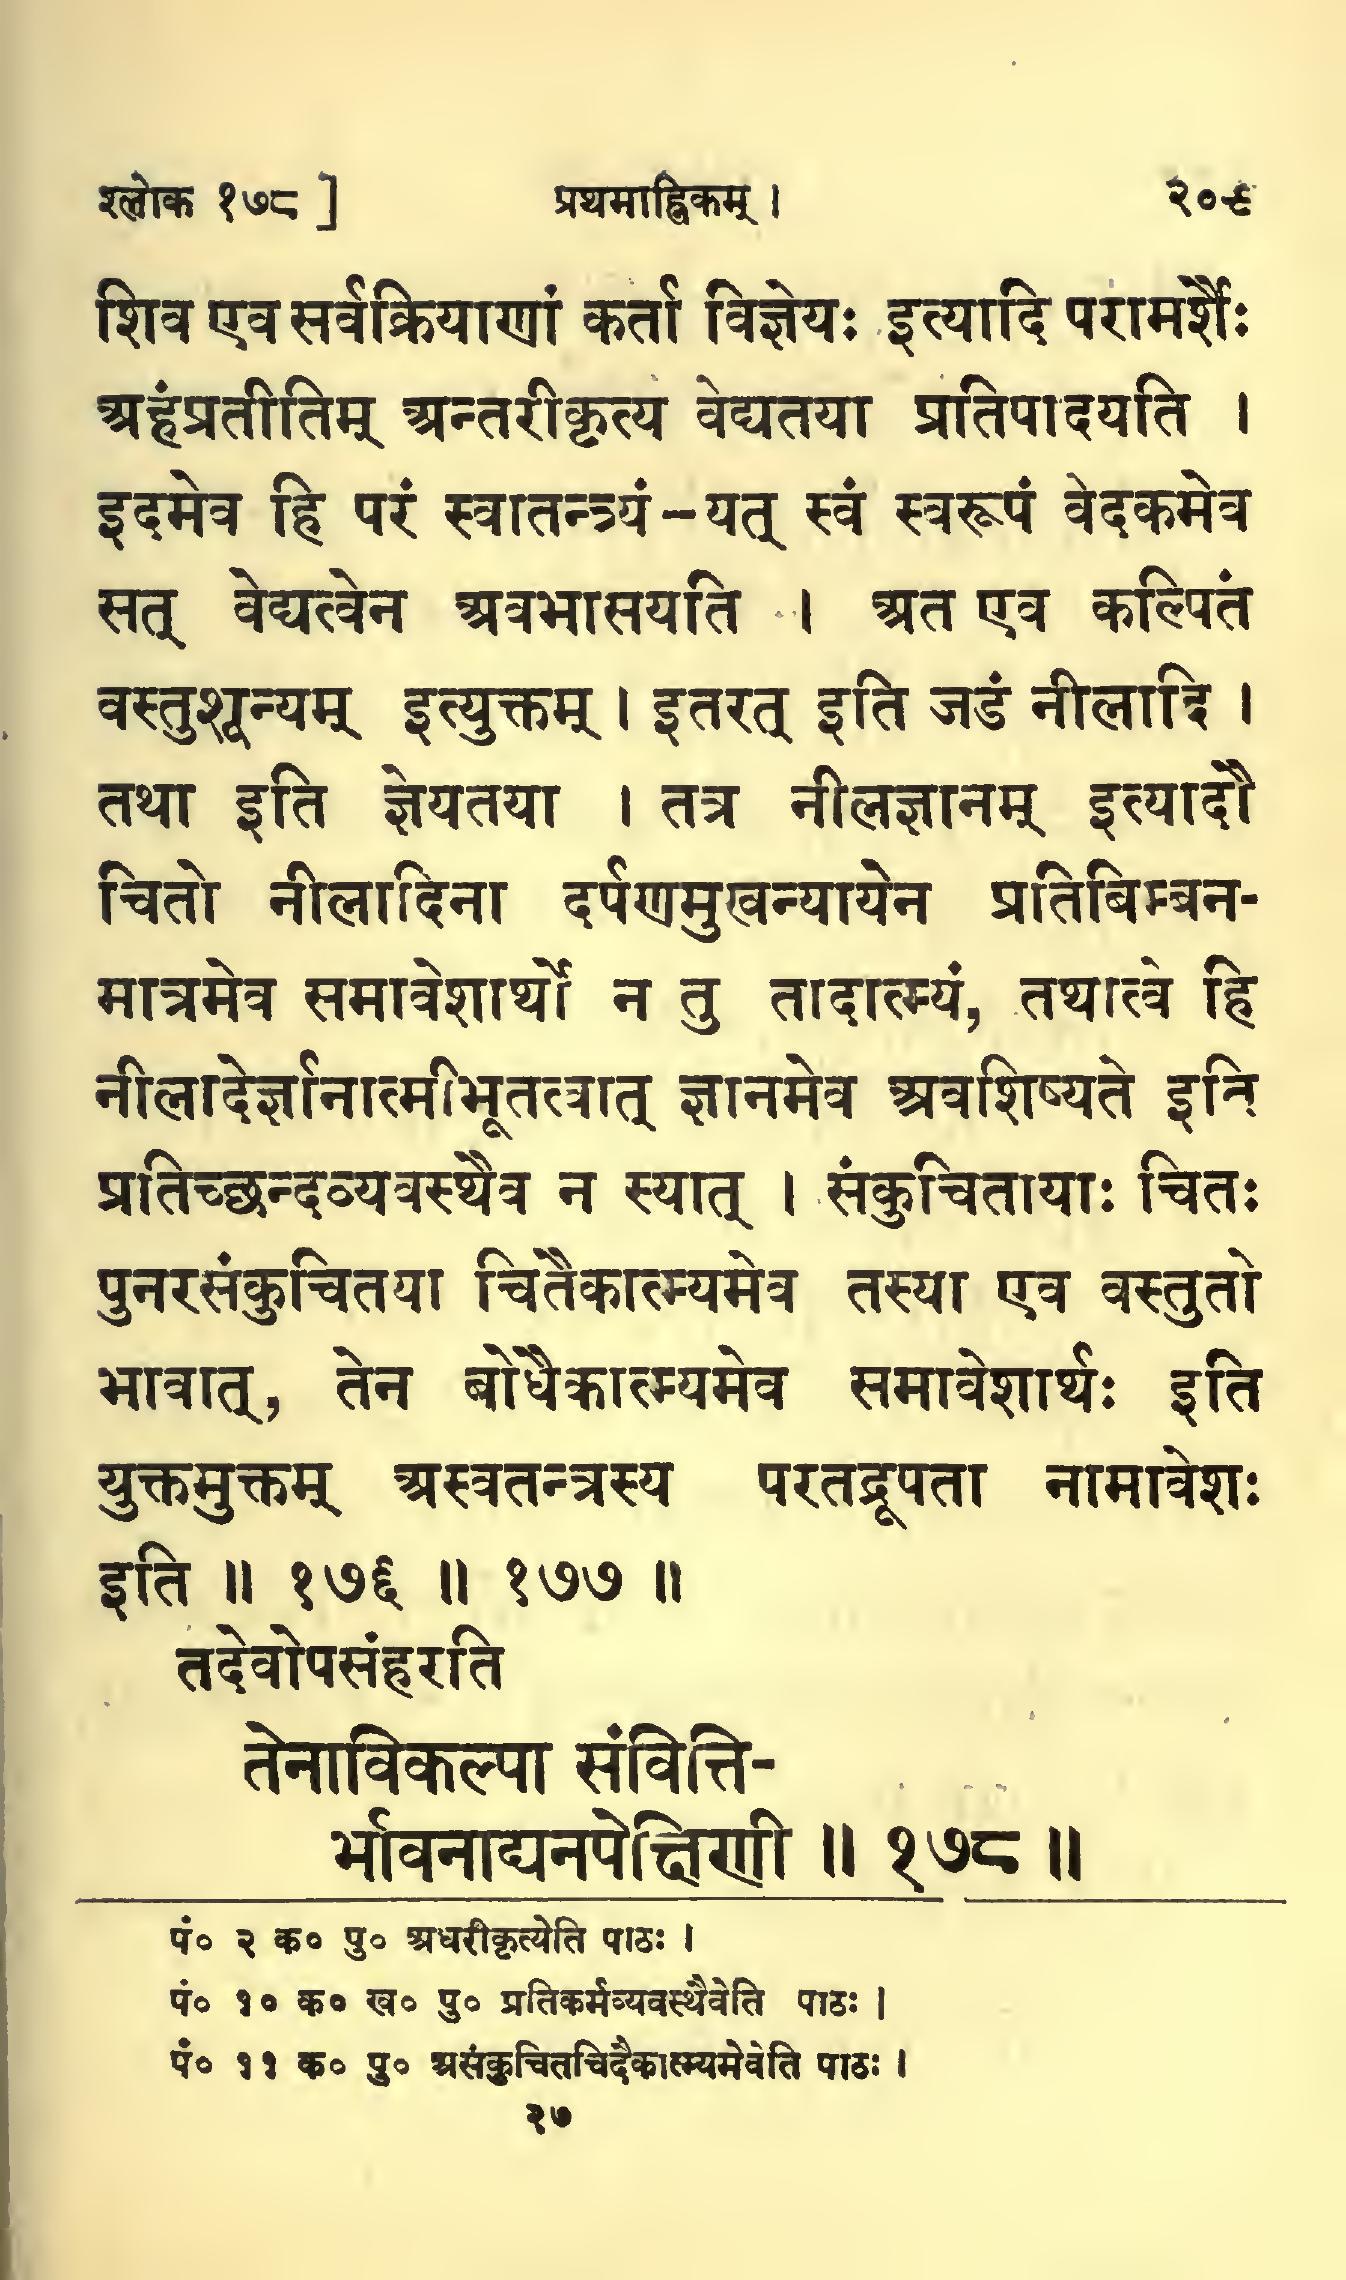 श्लोक १७८ ] प्रथमाह्निकम् । २०९
शिव एव सर्वक्रियाणां कर्ता विज्ञेयः इत्यादि परामर्शैः
अहंप्रतीतिम् अन्तरीकृत्य वेद्यतया प्रतिपादयति ।
इदमेव हि परं स्वातन्त्र्यं-यत् स्वं स्वरूपं वेदकमेव
सत् वेद्यत्वेन अवभासयति । अत एव कल्पितं
वस्तुशून्यम् इत्युक्तम् । इतरत् इति जडं नीलादि ।
तथा इति ज्ञेयतया । तत्र नीलज्ञानम् इत्यादौ
चितो नीलादिना दर्पणमुखन्यायेन प्रतिबिम्बन-
मात्रमेव समावेशार्थो न तु तादात्म्यं, तथात्वे हि
नीलादेर्ज्ञानात्मीभूतत्वात् ज्ञानमेव अवशिष्यते इति
प्रतिच्छन्दव्यवस्थैव न स्यात् । संकुचितायाः चितः
पुनरसंकुचितया चितैकात्म्यमेव तस्या एव वस्तुतो
भावात्, तेन बोधैकात्म्यमेव समावेशार्थः इति
युक्तमुक्तम् अस्वतन्त्रस्य परतद्रूपता नामावेशः
इति ॥ १७६ ॥ १७७ ॥
तदेवोपसंहरति
तेनाविकल्पा संवित्ति-
र्भावनाद्यनपेक्षिणी ॥ १७८ ॥
पं० २ क० पु० अधरीकृत्येति पाठः ।
पं० १० क० ख० पु० प्रतिकर्मव्यवस्थैवेति पाठः ।
पं० ११ क० पु० असंकुचितचिदैकात्म्यमेवेति पाठः ।
२७